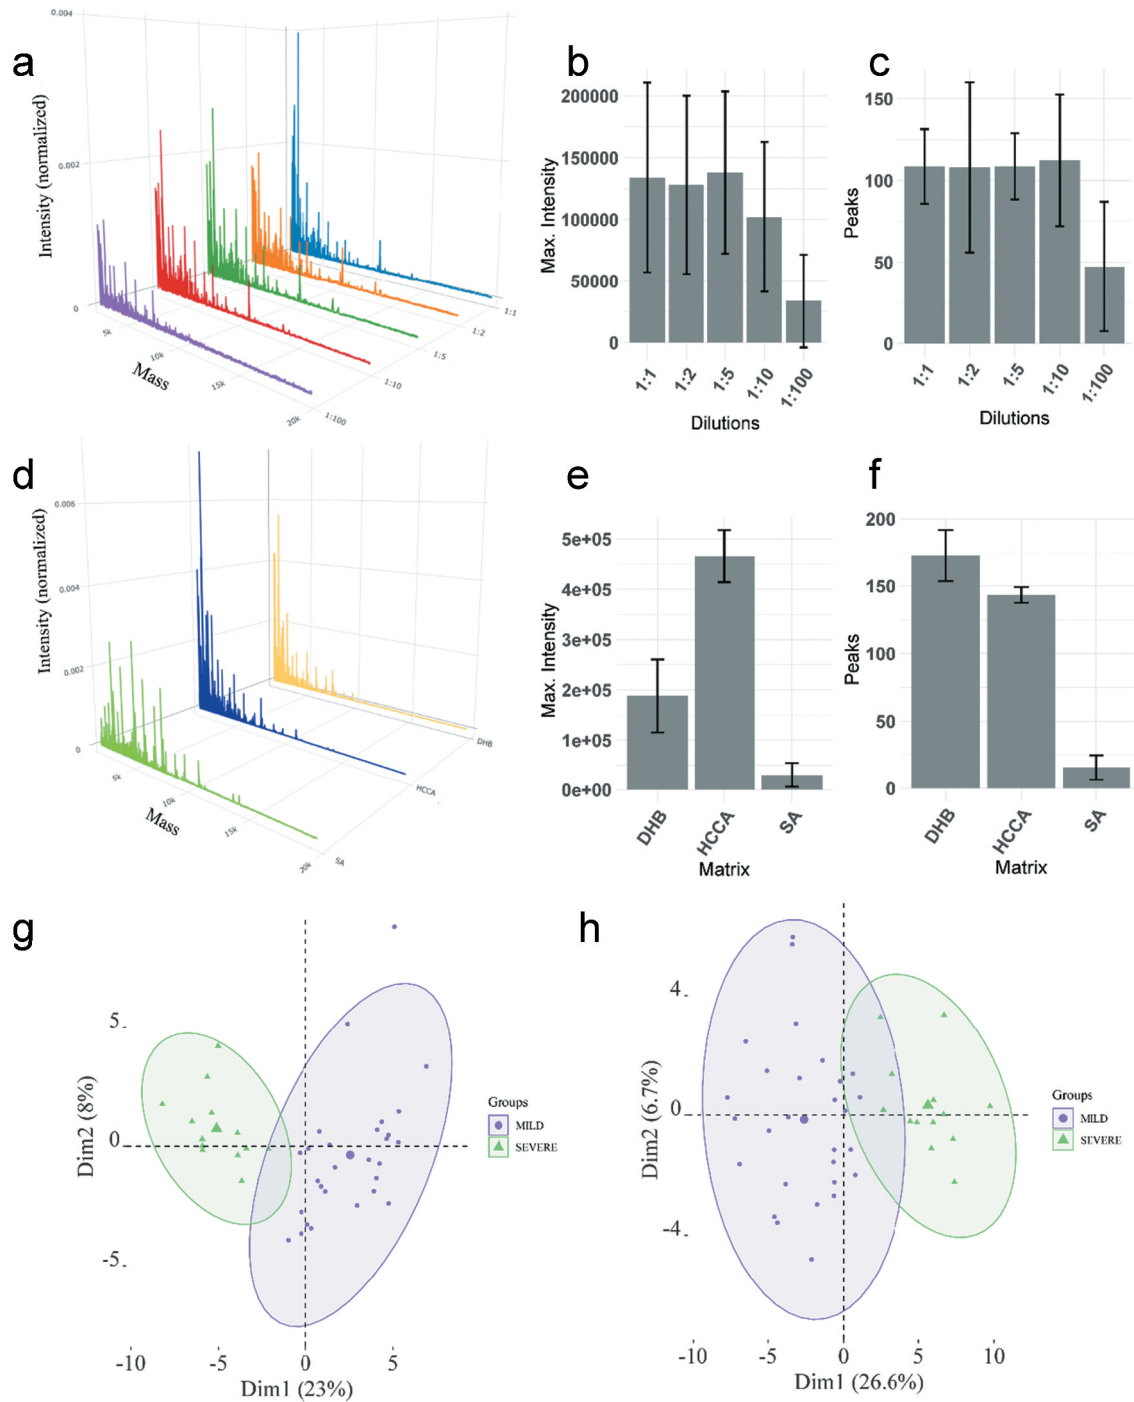 a
0.004
0.002
0
Intensity (normalized)
5k
10k
15k
20k
Mass
1:1
1:2
1:5
1:10
1:100
b
200000
150000
100000
50000
0
Max. Intensity
1:1
1:2
1:5
1:10
1:100
Dilutions
c
150
100
50
0
Peaks
1:1
1:2
1:5
1:10
1:100
Dilutions
d
0.006
0.004
0.002
0
Intensity (normalized)
5k
10k
15k
20k
Mass
DHB
HCCA
SA
e
5e+05
4e+05
3e+05
2e+05
1e+05
0e+00
Max. Intensity
DHB
HCCA
SA
Matrix
f
200
150
100
50
0
Peaks
DHB
HCCA
SA
Matrix
g
5
0
-5
Dim2 (8%)
-10
-5
0
5
Dim1 (23%)
Groups
MILD
SEVERE
h
4
0
-4
Dim2 (6.7%)
-10
-5
0
5
10
Dim1 (26.6%)
Groups
MILD
SEVERE